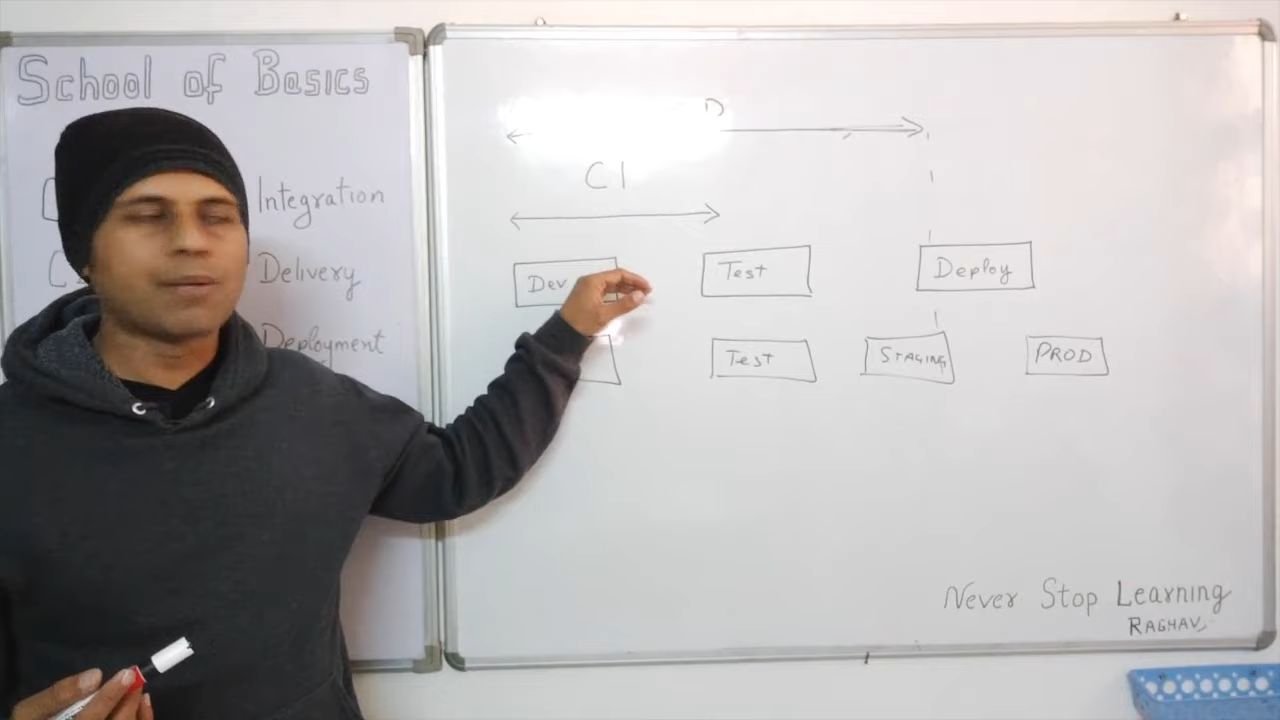 School of Basics
Integration
Delivery
Deployment
D
CI
Dev
Test
Deploy
Test
STAGING
PROD
Never Stop Learning
RAGHAV